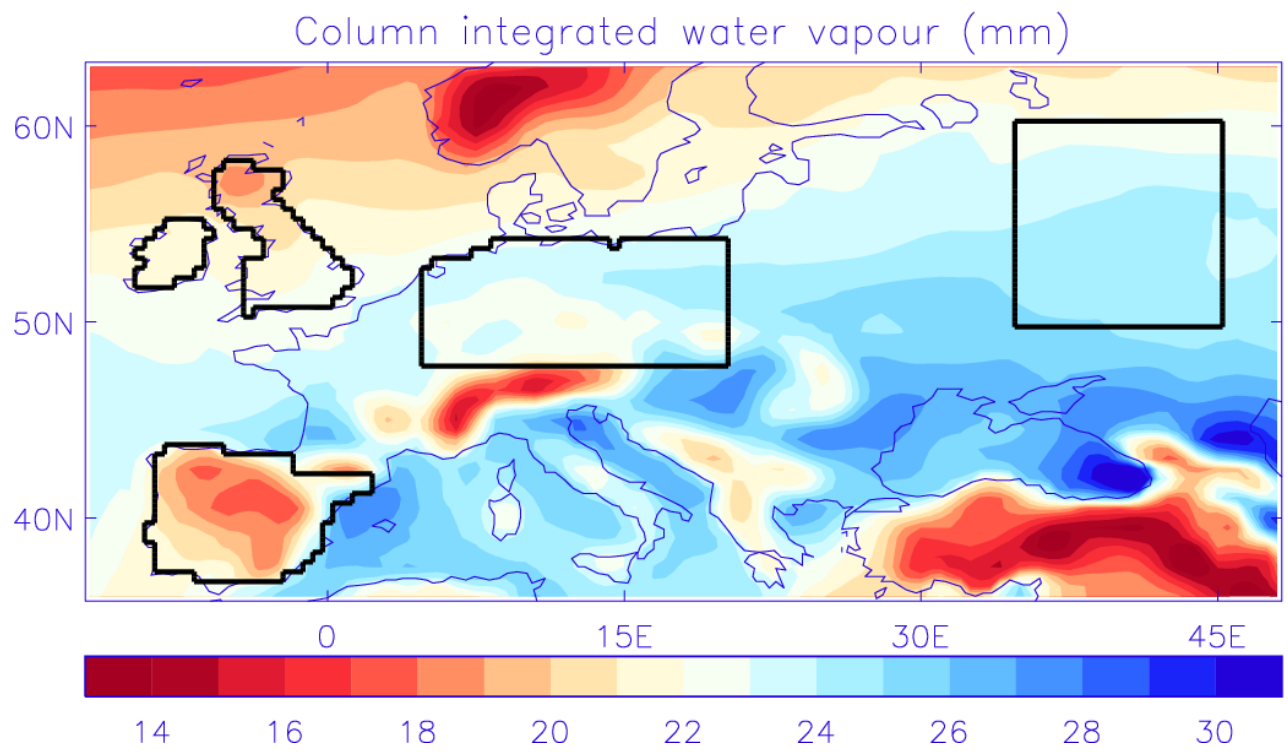 Column integrated water vapour (mm)
60N
50N
40N
0 15E 30E 45E
14 16 18 20 22 24 26 28 30